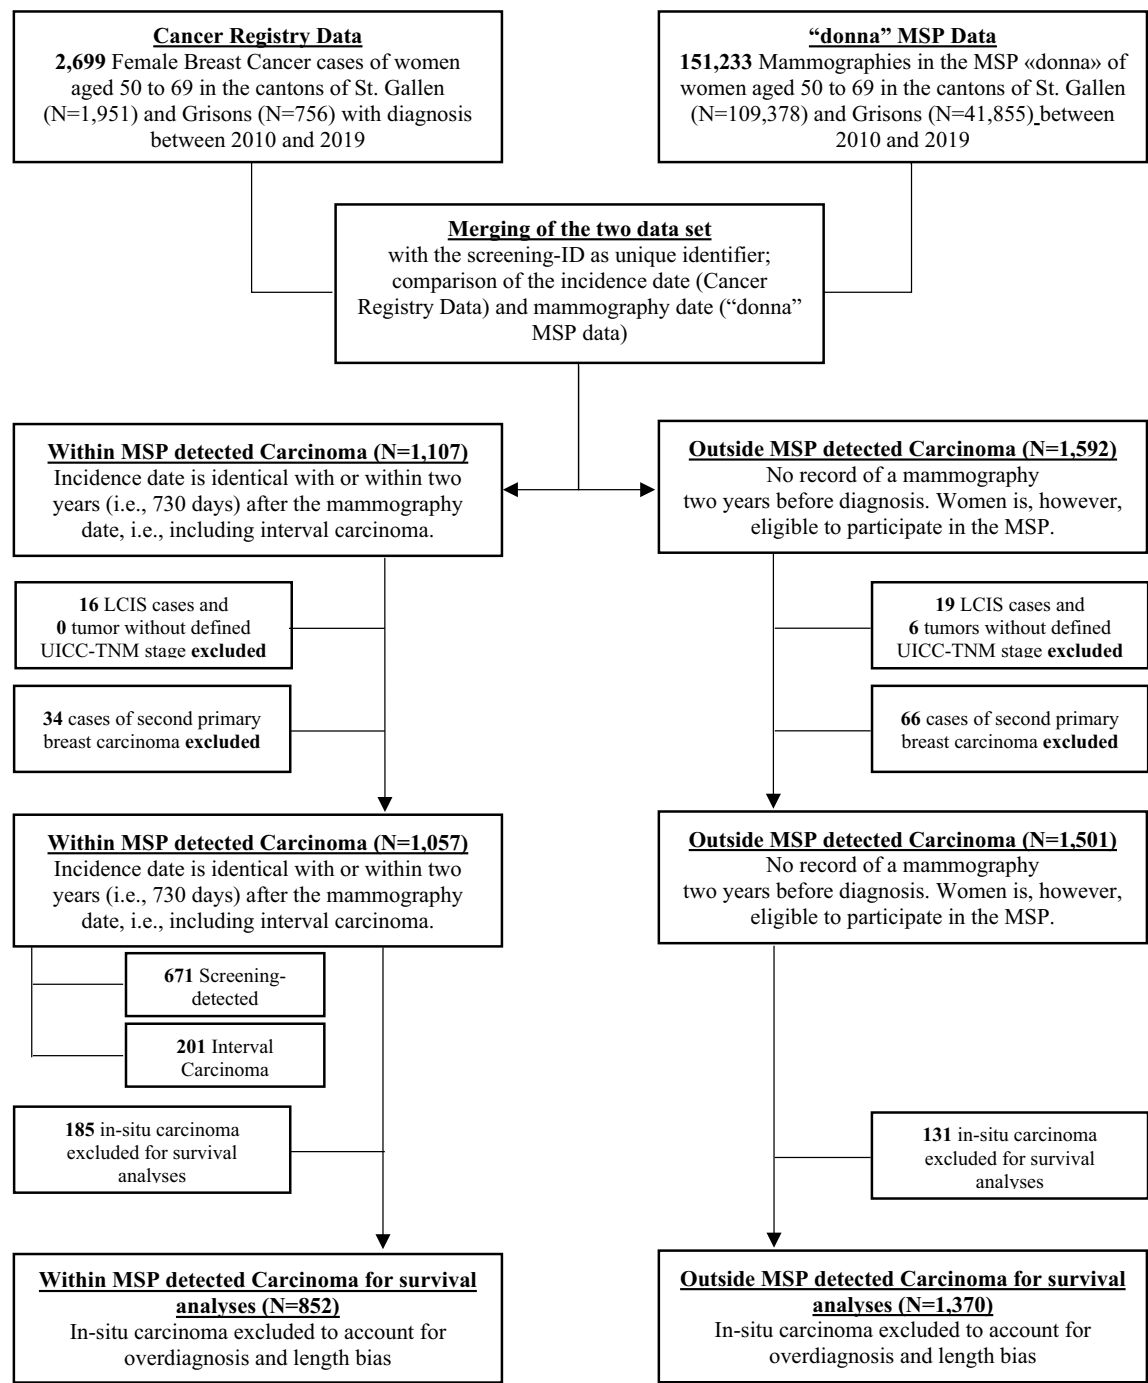 Cancer Registry Data
2,699 Female Breast Cancer cases of women
aged 50 to 69 in the cantons of St. Gallen
(N=1,951) and Grisons (N=756) with diagnosis
between 2010 and 2019
“donna” MSP Data
151,233 Mammographies in the MSP «donna» of
women aged 50 to 69 in the cantons of St. Gallen
(N=109,378) and Grisons (N=41,855) between
2010 and 2019
Merging of the two data set
with the screening-ID as unique identifier;
comparison of the incidence date (Cancer
Registry Data) and mammography date (“donna”
MSP data)
Within MSP detected Carcinoma (N=1,107)
Incidence date is identical with or within two
years (i.e., 730 days) after the mammography
date, i.e., including interval carcinoma.
Outside MSP detected Carcinoma (N=1,592)
No record of a mammography
two years before diagnosis. Women is, however,
eligible to participate in the MSP.
16 LCIS cases and
0 tumor without defined
UICC-TNM stage excluded
19 LCIS cases and
6 tumors without defined
UICC-TNM stage excluded
34 cases of second primary
breast carcinoma excluded
66 cases of second primary
breast carcinoma excluded
Within MSP detected Carcinoma (N=1,057)
Incidence date is identical with or within two
years (i.e., 730 days) after the mammography
date, i.e., including interval carcinoma.
Outside MSP detected Carcinoma (N=1,501)
No record of a mammography
two years before diagnosis. Women is, however,
eligible to participate in the MSP.
671 Screening-
detected
201 Interval
Carcinoma
185 in-situ carcinoma
excluded for survival
analyses
131 in-situ carcinoma
excluded for survival
analyses
Within MSP detected Carcinoma for survival
analyses (N=852)
In-situ carcinoma excluded to account for
overdiagnosis and length bias
Outside MSP detected Carcinoma for survival
analyses (N=1,370)
In-situ carcinoma excluded to account for
overdiagnosis and length bias